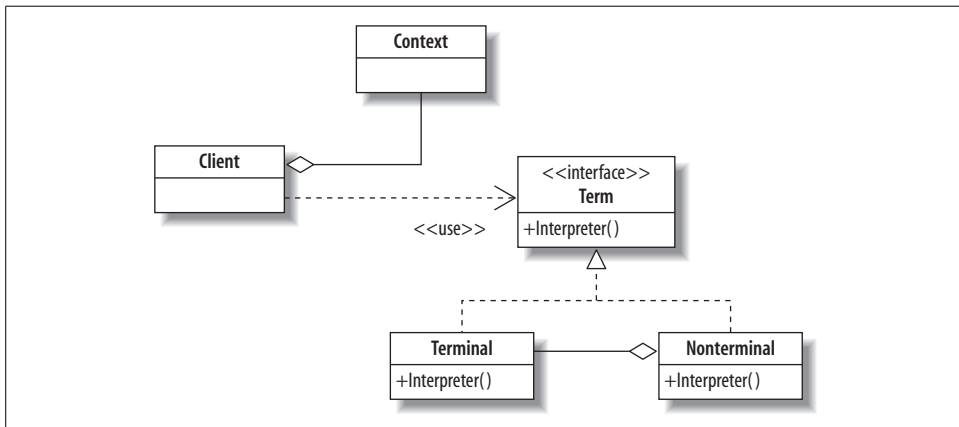 Context
Client
<<interface>>
Term
+Interpreter()
<<use>>
Terminal
+Interpreter()
Nonterminal
+Interpreter()